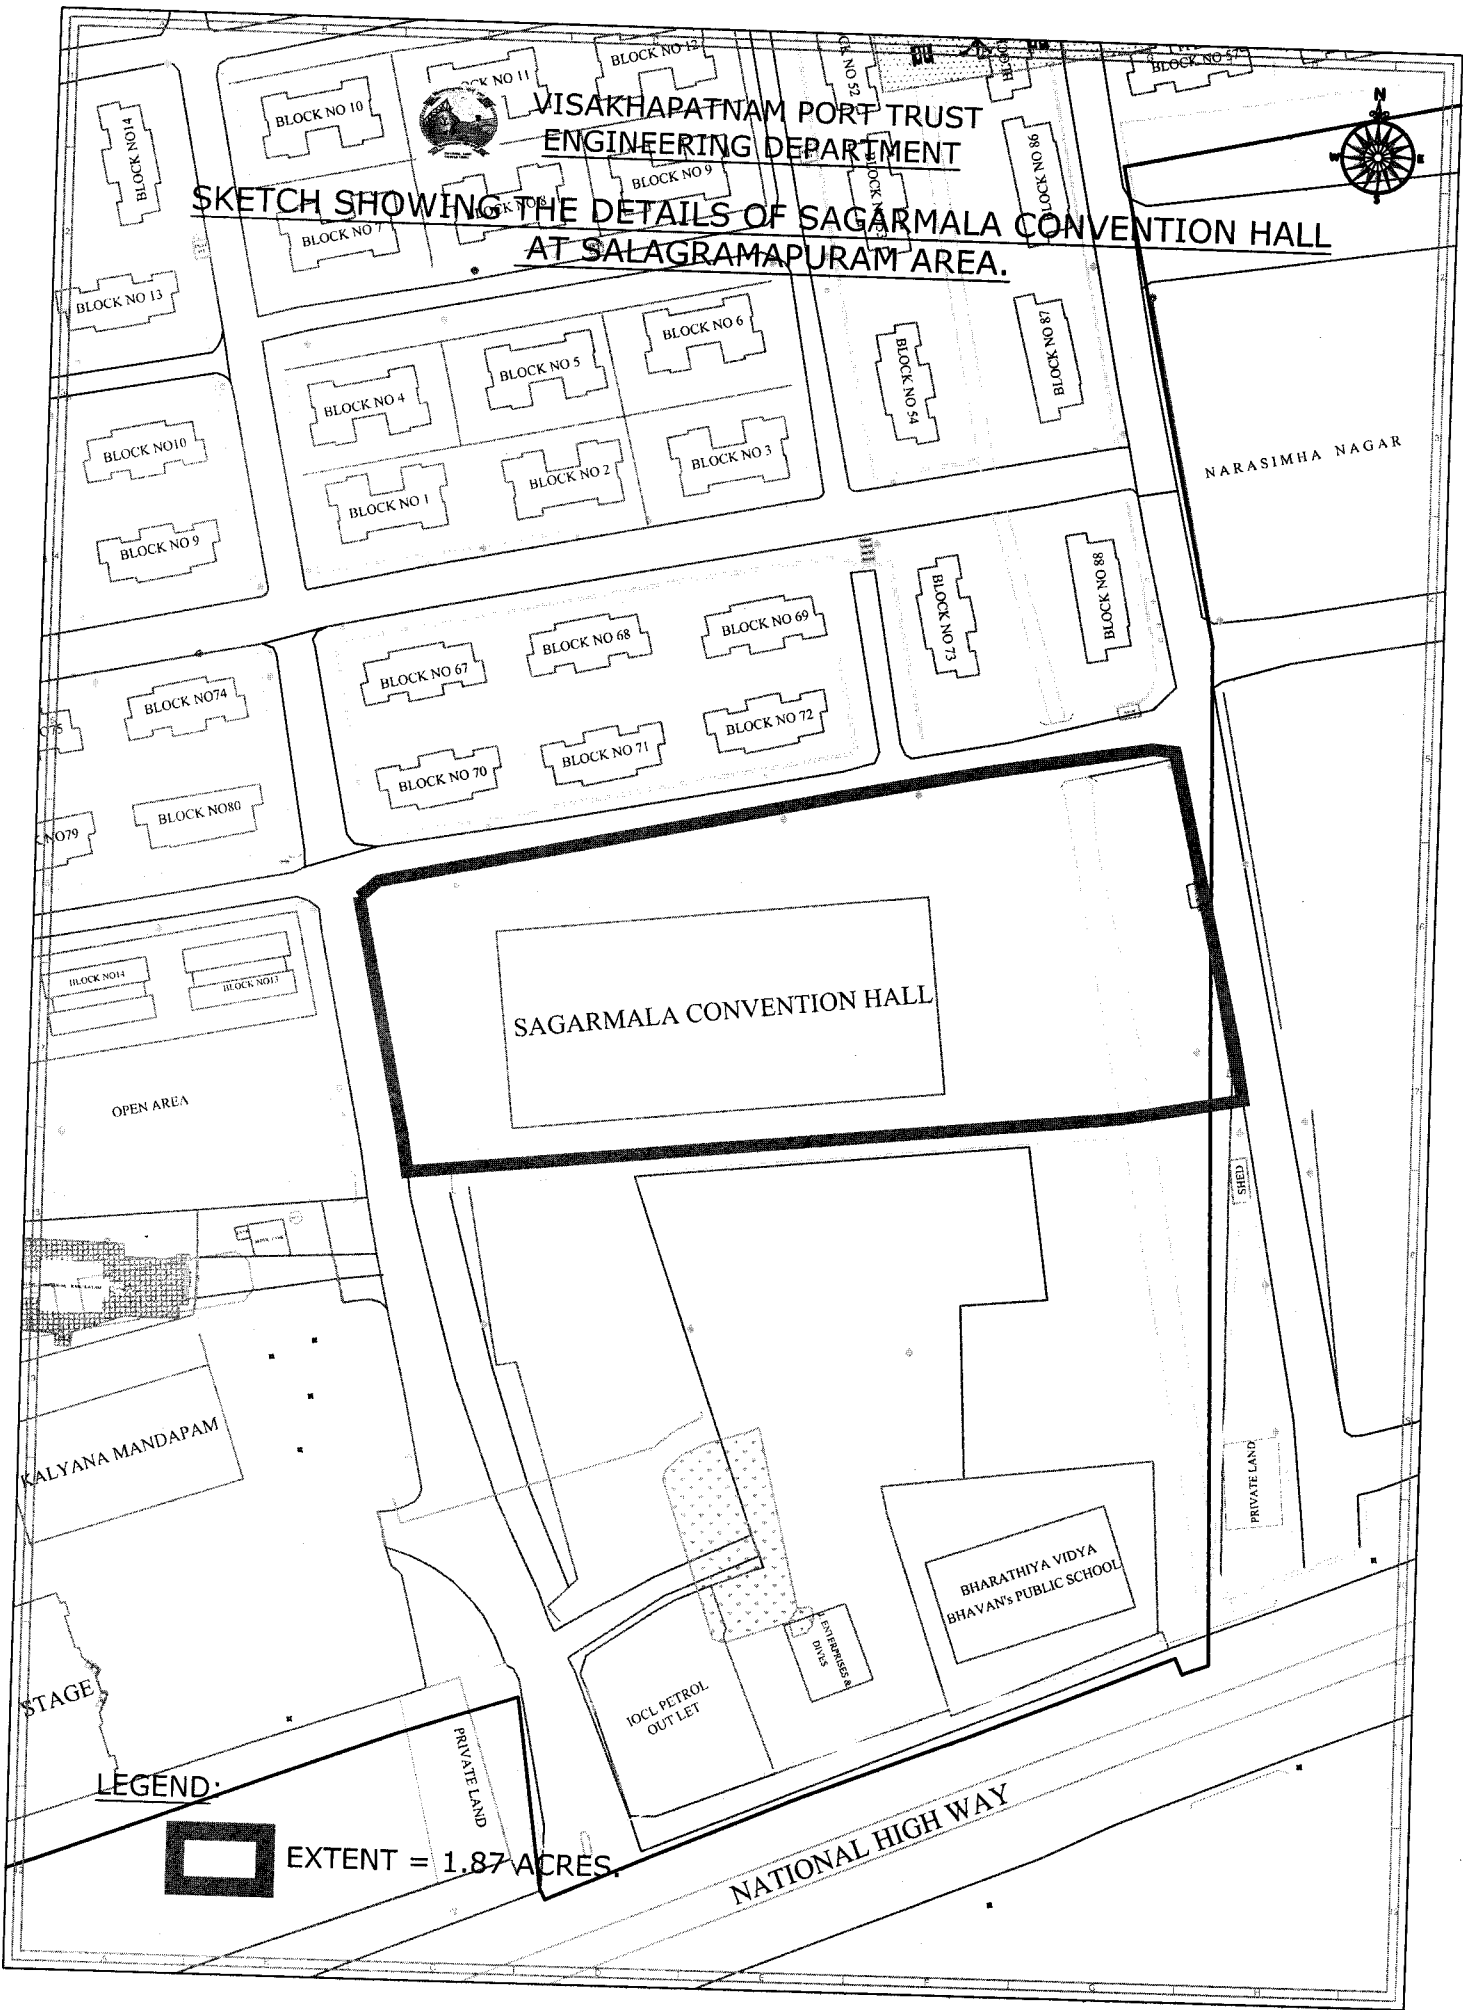 BLOCK NO 12
BLOCK NO 57
BLOCK NO 10
VISAKHAPATNAM PORT TRUST
ENGINEERING DEPARTMENT
SKETCH SHOWING THE DETAILS OF SAGARMALA CONVENTION HALL
AT SALAGRAMAPURAM AREA.
N
BLOCK NO14
BLOCK NO 9
BLOCK NO 86
BLOCK NO 7
BLOCK NO 13
BLOCK NO 6
BLOCK NO 5
BLOCK NO 4
BLOCK NO 54
BLOCK NO 87
BLOCK NO10
BLOCK NO 3
BLOCK NO 2
BLOCK NO 1
NARASIMHA NAGAR
BLOCK NO 9
BLOCK NO 69
BLOCK NO 68
BLOCK NO 67
BLOCK NO 73
BLOCK NO 88
BLOCK NO74
BLOCK NO 72
BLOCK NO 71
BLOCK NO 70
BLOCK NO80
NO79
BLOCK NO14
BLOCK NO13
SAGARMALA CONVENTION HALL
OPEN AREA
SHED
KALYANA MANDAPAM
PRIVATE LAND
BHARATHIYA VIDYA
BHAVAN's PUBLIC SCHOOL
ENTERPRISES &
DIVES
STAGE
IOCL PETROL
OUT LET
PRIVATE LAND
LEGEND:
EXTENT = 1.87 ACRES.
NATIONAL HIGH WAY